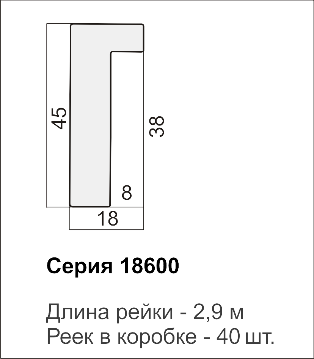 45
38
8
18
Серия 18600
Длина рейки - 2,9 м
Реек в коробке - 40 шт.